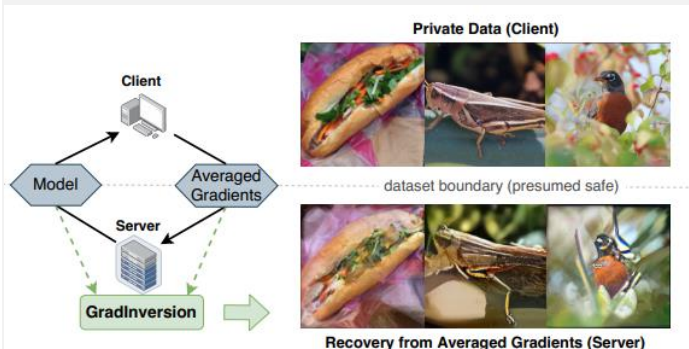 Private Data (Client)
Client
Model
Averaged
Gradients
dataset boundary (presumed safe)
Server
GradInversion
Recovery from Averaged Gradients (Server)